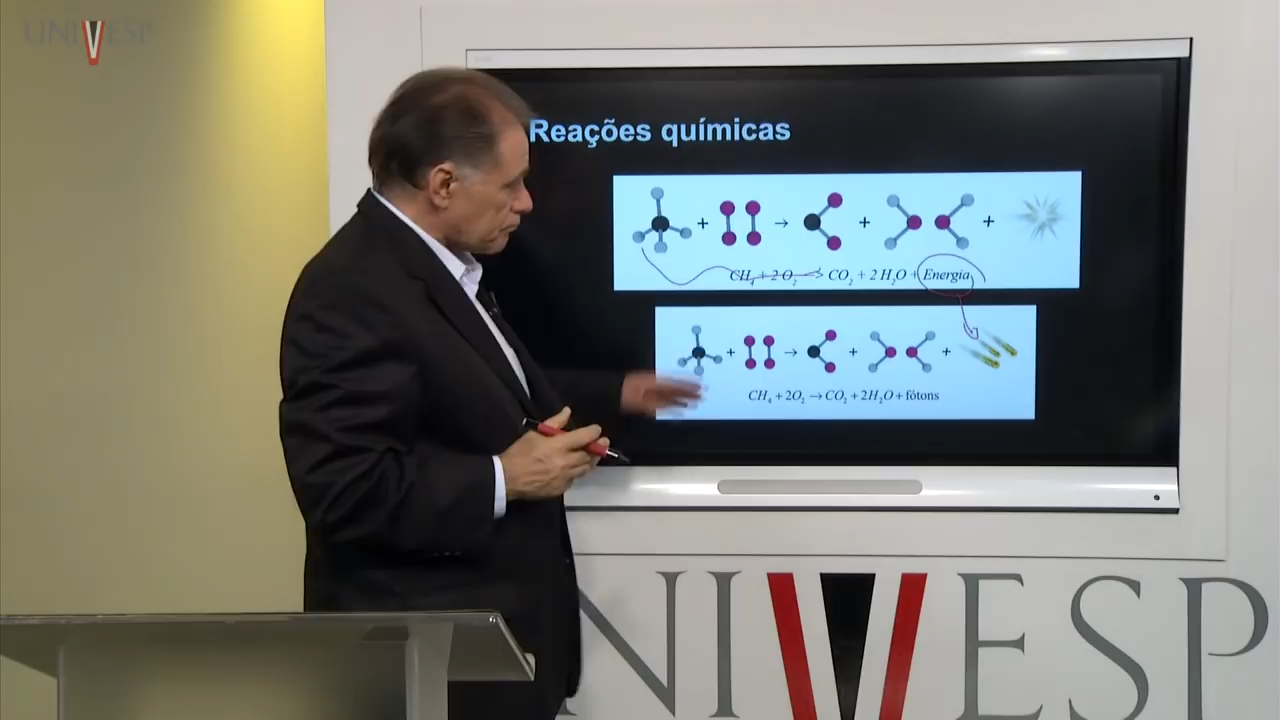 UNIVESP
Reações químicas
+ → + +
CH₄ + 2 O₂ → CO₂ + 2 H₂O + Energia
+ → + +
CH₄ + 2O₂ → CO₂ + 2H₂O + fótons
UNIVESP